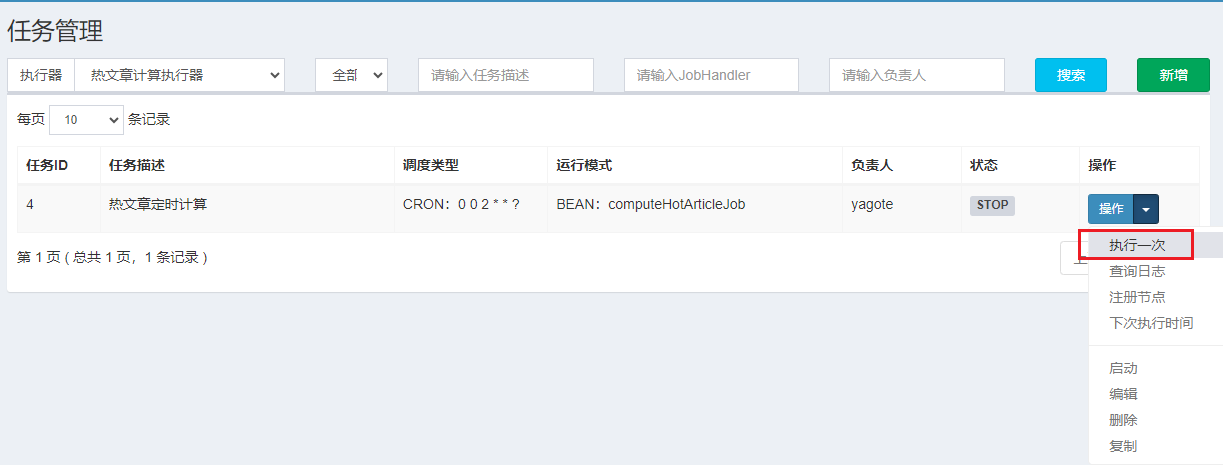 任务管理
执行器 热文章计算执行器 全部 请输入任务描述 请输入JobHandler 请输入负责人 搜索 新增
每页 10 条记录
任务ID 任务描述 调度类型 运行模式 负责人 状态 操作
4 热文章定时计算 CRON：0 0 2 * * ? BEAN：computeHotArticleJob yagote STOP 操作
第 1 页 ( 总共 1 页，1 条记录 )
执行一次
查询日志
注册节点
下次执行时间
启动
编辑
删除
复制